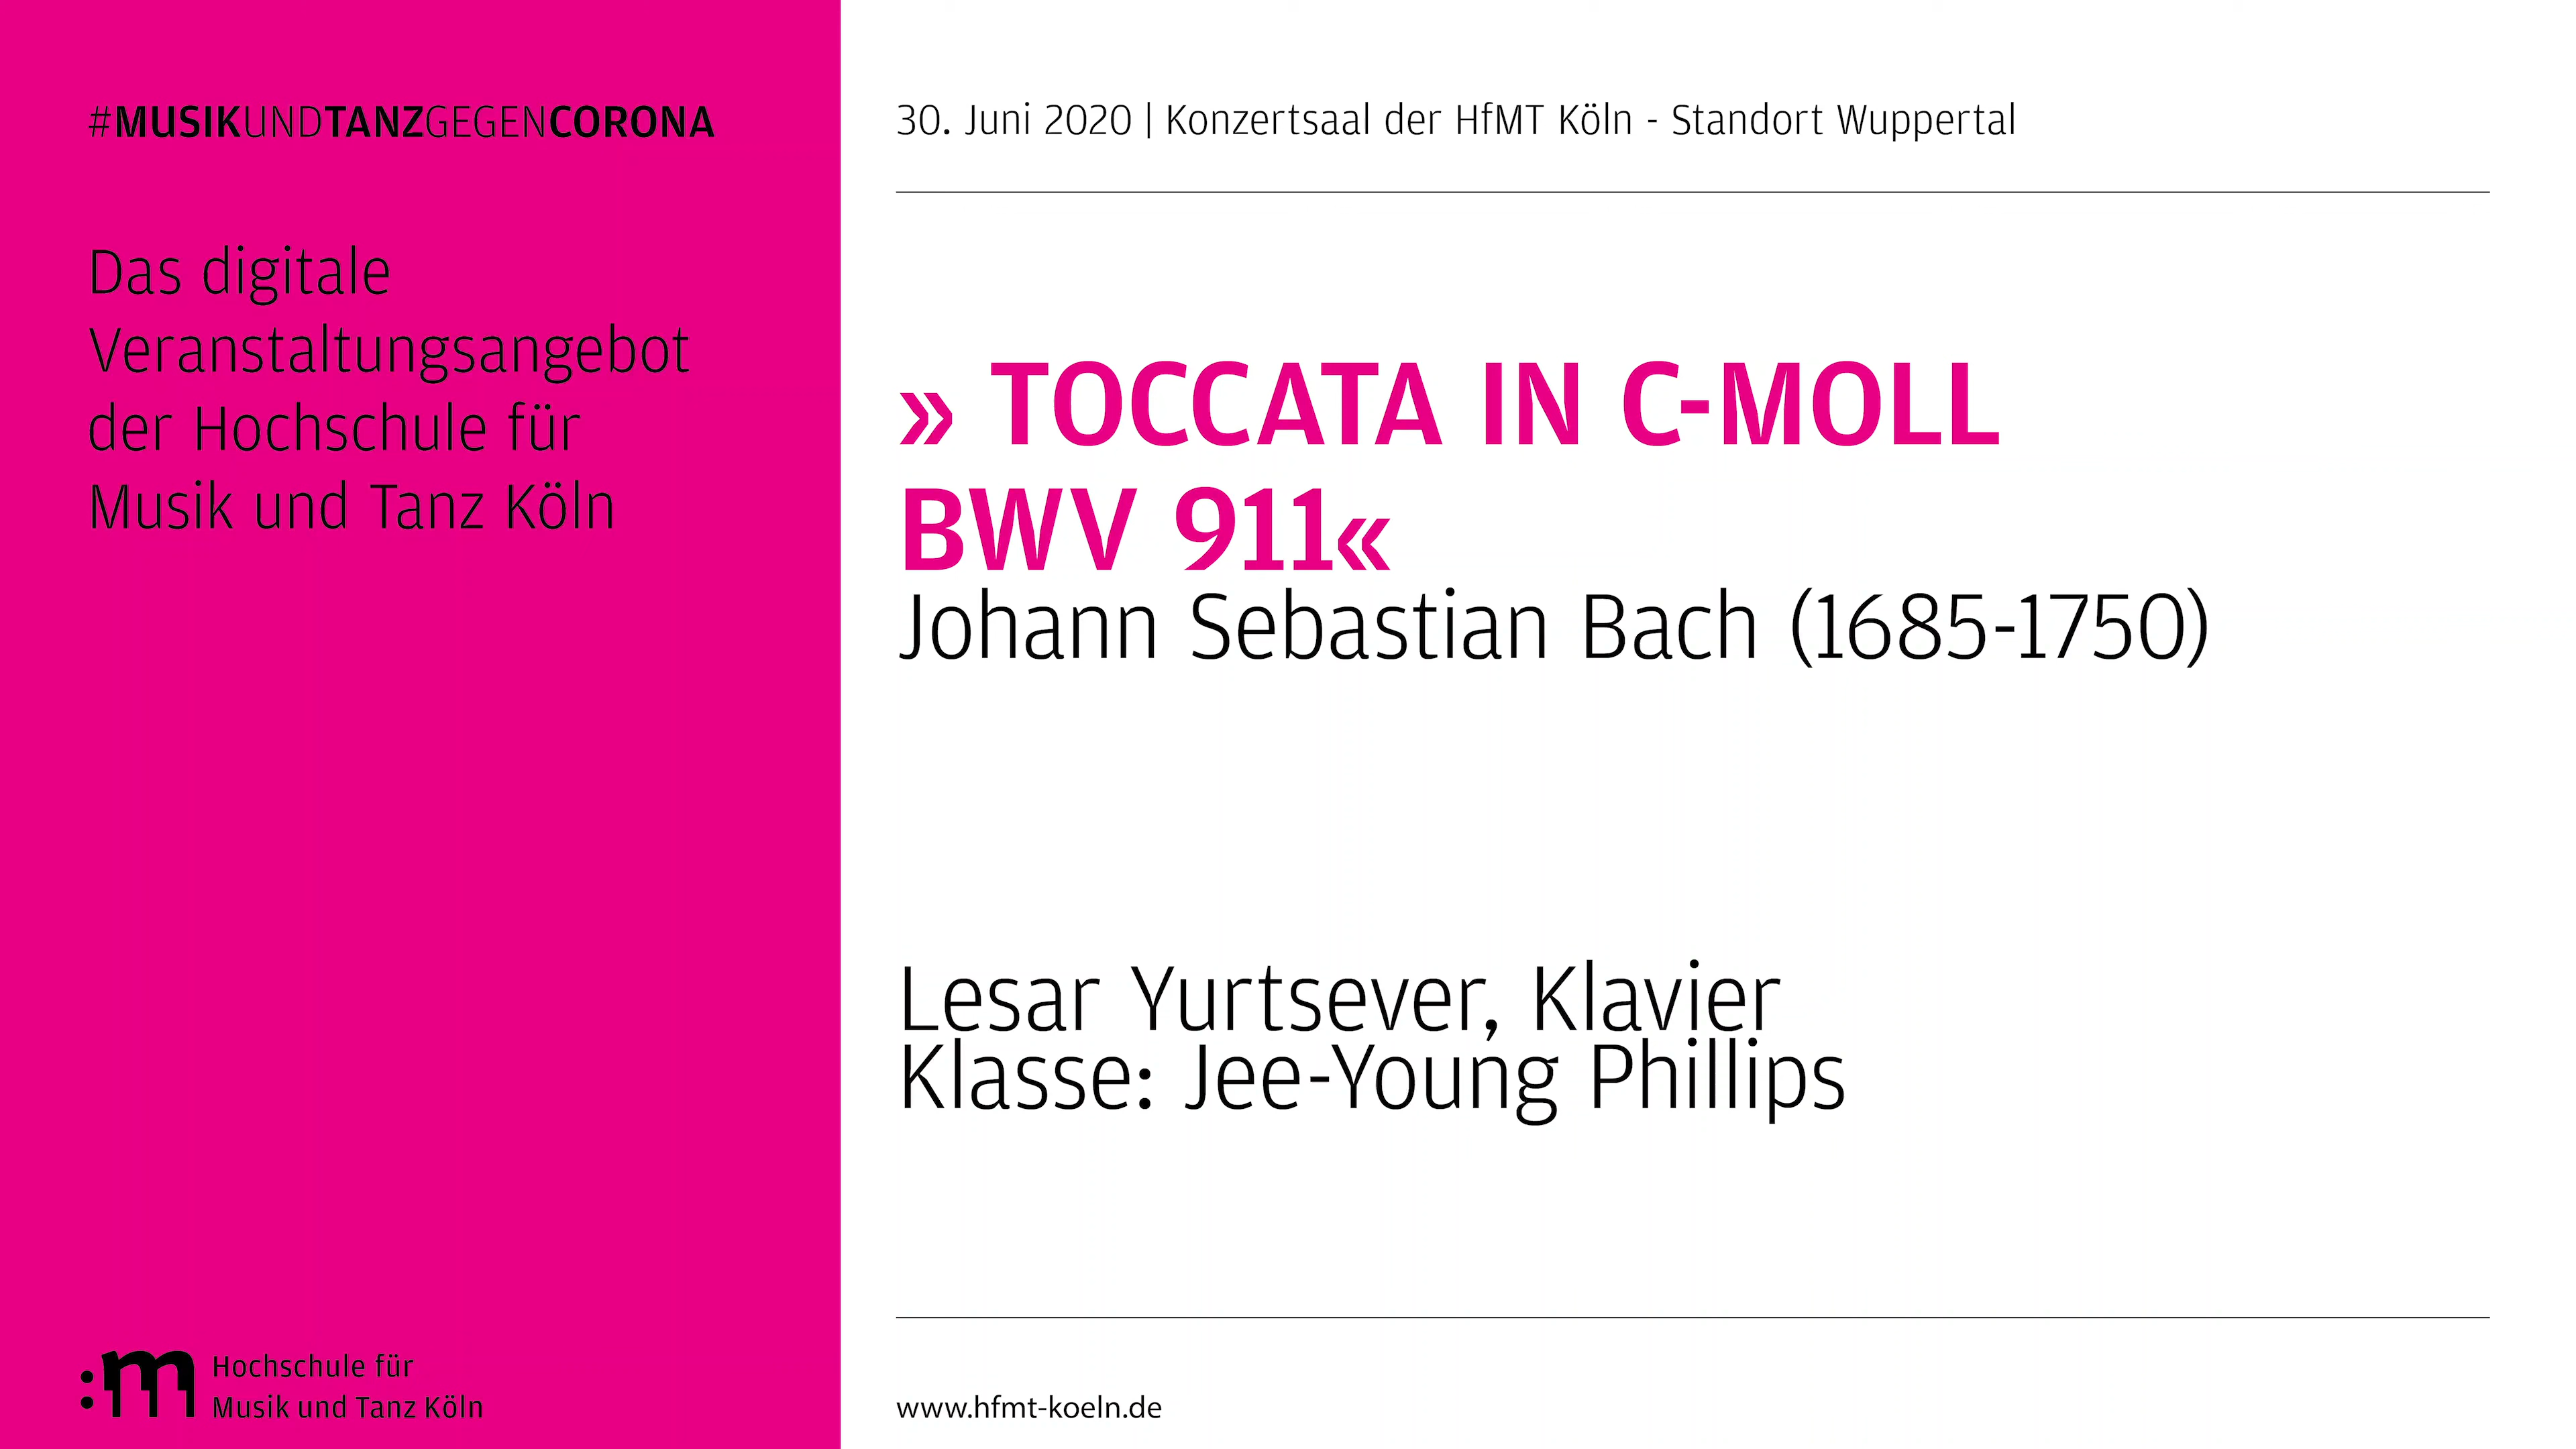 #MUSIKUNDTANZGEGENCORONA
Das digitale
Veranstaltungsangebot
der Hochschule für
Musik und Tanz Köln
:m Hochschule für
Musik und Tanz Köln
30. Juni 2020 | Konzertsaal der HfMT Köln - Standort Wuppertal
» TOCCATA IN C-MOLL
BWV 911«
Johann Sebastian Bach (1685-1750)
Lesar Yurtsever, Klavier
Klasse: Jee-Young Phillips
www.hfmt-koeln.de